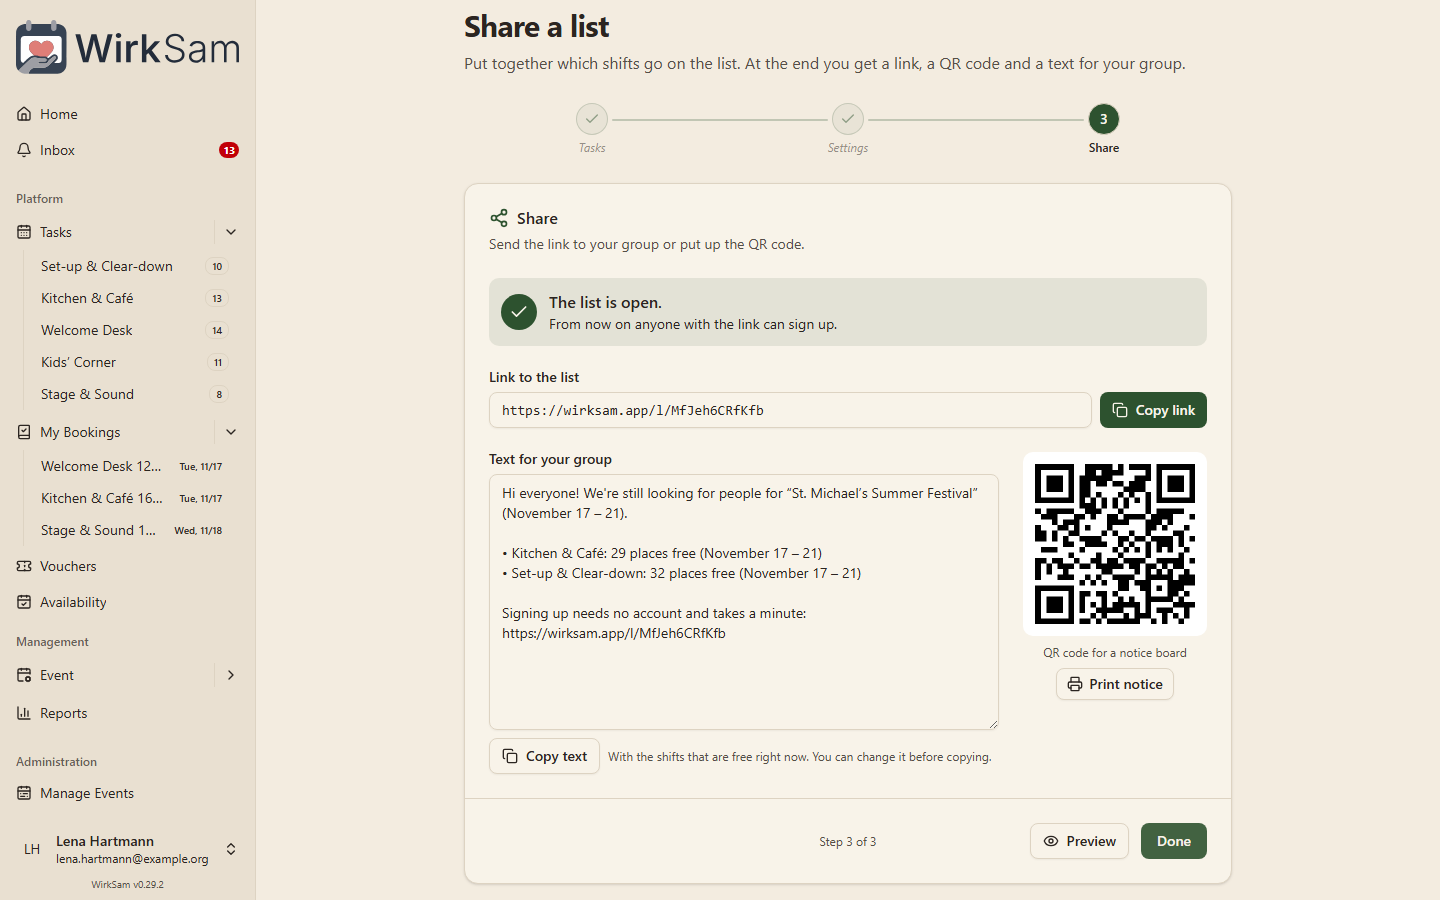 WirkSam
Home
Inbox
13
Platform
Tasks
Set-up & Clear-down
10
Kitchen & Café
13
Welcome Desk
14
Kids’ Corner
11
Stage & Sound
8
My Bookings
Welcome Desk 12...
Tue, 11/17
Kitchen & Café 16...
Tue, 11/17
Stage & Sound 1...
Wed, 11/18
Vouchers
Availability
Management
Event
Reports
Administration
Manage Events
LH
Lena Hartmann
lena.hartmann@example.org
WirkSam v0.29.2
Share a list
Put together which shifts go on the list. At the end you get a link, a QR code and a text for your group.
Tasks
Settings
3
Share
Share
Send the link to your group or put up the QR code.
The list is open.
From now on anyone with the link can sign up.
Link to the list
https://wirksam.app/l/MfJeh6CRfKfb
Copy link
Text for your group
Hi everyone! We're still looking for people for “St. Michael’s Summer Festival”
(November 17 – 21).
• Kitchen & Café: 29 places free (November 17 – 21)
• Set-up & Clear-down: 32 places free (November 17 – 21)
Signing up needs no account and takes a minute:
https://wirksam.app/l/MfJeh6CRfKfb
QR code for a notice board
Print notice
Copy text
With the shifts that are free right now. You can change it before copying.
Step 3 of 3
Preview
Done